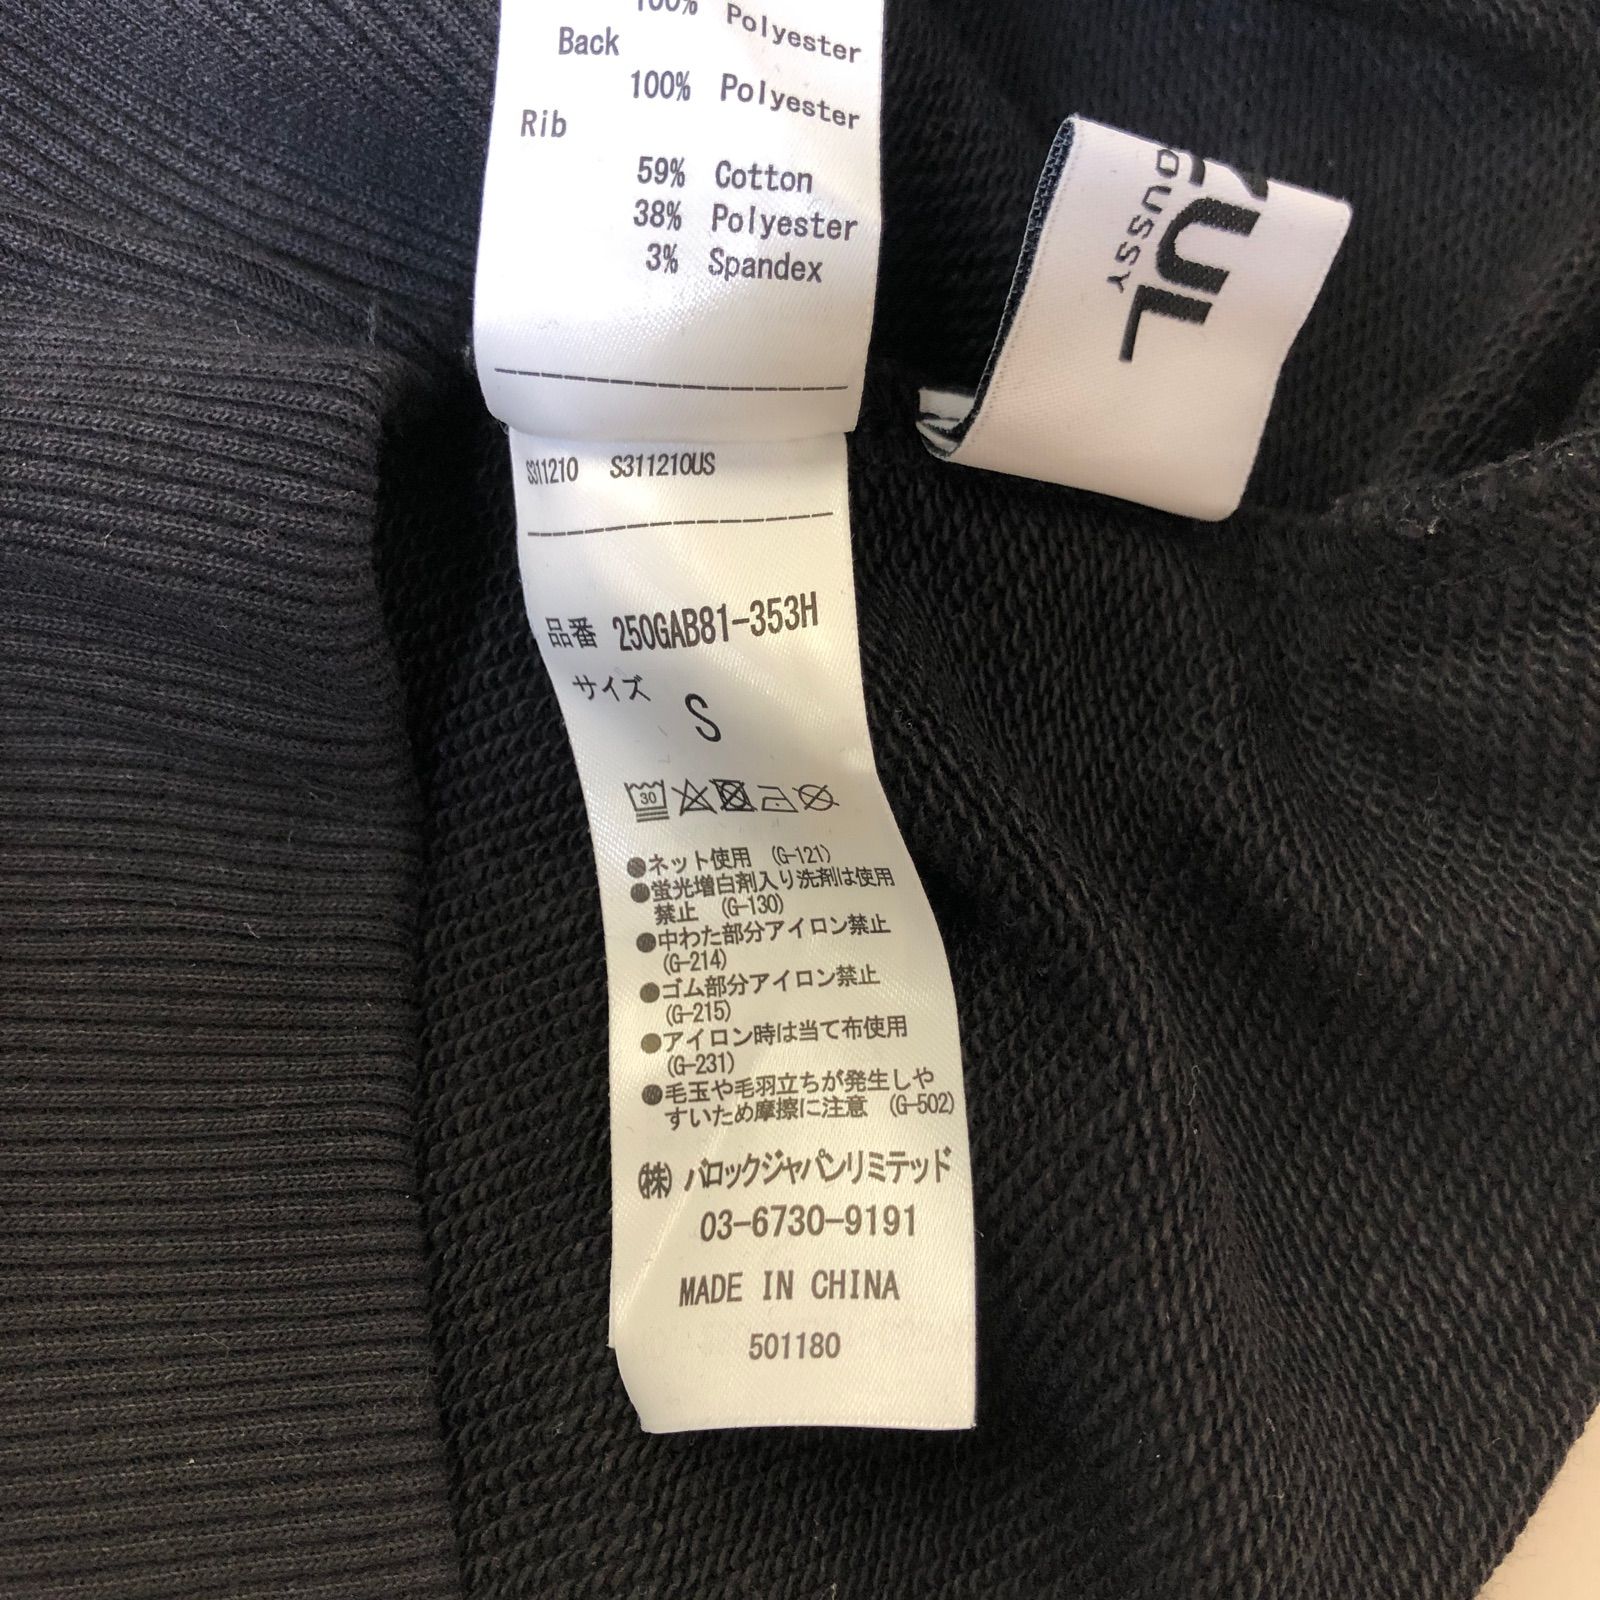 100% Polyester
Back
100% Polyester
Rib
59% Cotton
38% Polyester
3% Spandex
S311210 S311210US
品番 250GAB81-353H
サイズ
S
30
●ネット使用 (G-121)
●蛍光増白剤入り洗剤は使用
禁止 (G-130)
●中わた部分アイロン禁止
(G-214)
●ゴム部分アイロン禁止
(G-215)
●アイロン時は当て布使用
(G-231)
●毛玉や毛羽立ちが発生しや
すいため摩擦に注意 (G-502)
(株) バロックジャパンリミテッド
03-6730-9191
MADE IN CHINA
501180
UL
OUSSY